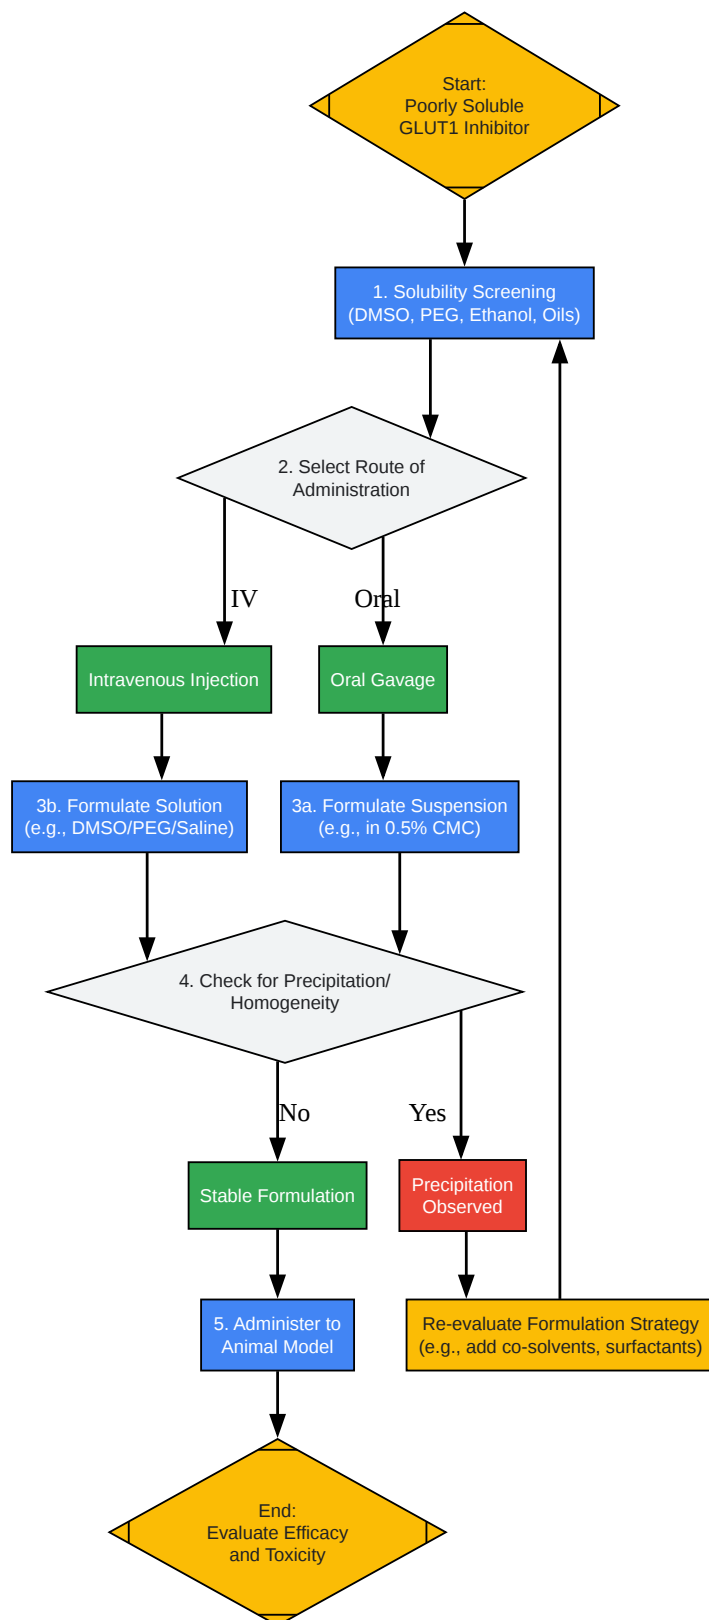 Start:
Poorly Soluble
GLUT1 Inhibitor
1. Solubility Screening
(DMSO, PEG, Ethanol, Oils)
2. Select Route of
Administration
IV
Oral
Intravenous Injection
Oral Gavage
3b. Formulate Solution
(e.g., DMSO/PEG/Saline)
3a. Formulate Suspension
(e.g., in 0.5% CMC)
4. Check for Precipitation/
Homogeneity
No
Yes
Stable Formulation
Precipitation
Observed
5. Administer to
Animal Model
Re-evaluate Formulation Strategy
(e.g., add co-solvents, surfactants)
End:
Evaluate Efficacy
and Toxicity